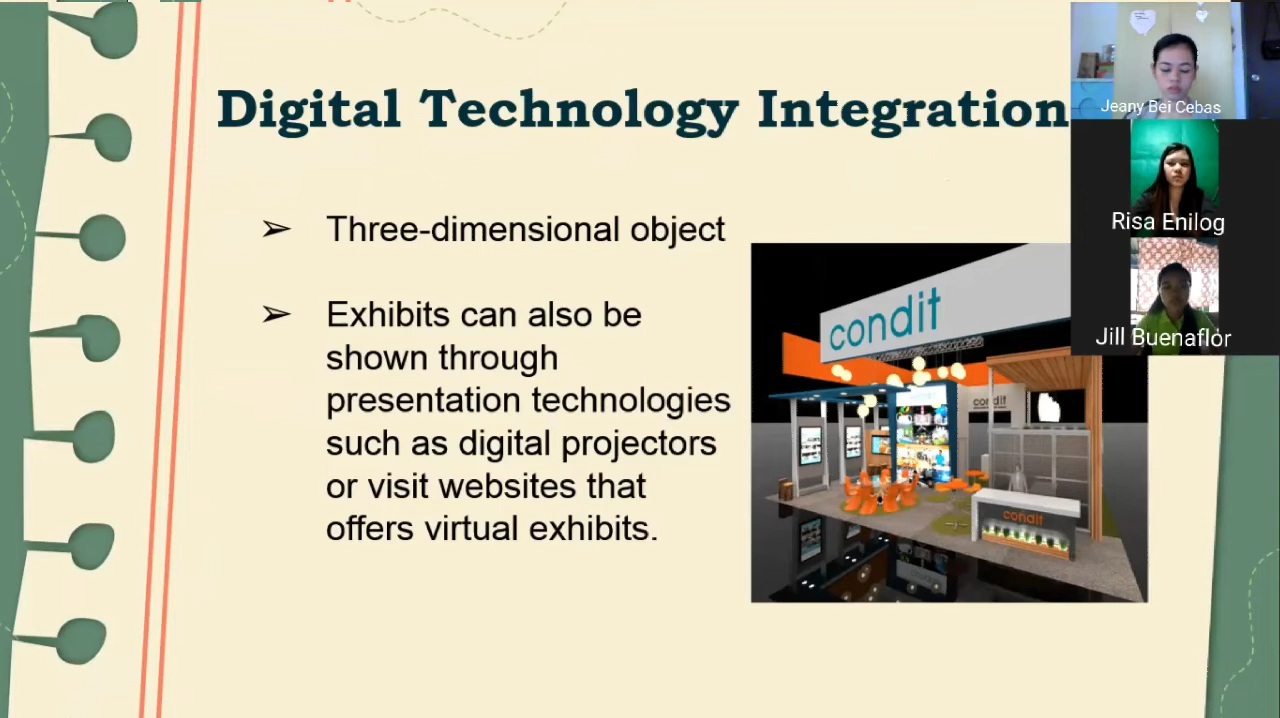 Digital Technology Integration
➢ Three-dimensional object
➢ Exhibits can also be
shown through
presentation technologies
such as digital projectors
or visit websites that
offers virtual exhibits.
condit
condit
condit
Jeany Bei Cebas
Risa Enilog
Jill Buenaflor